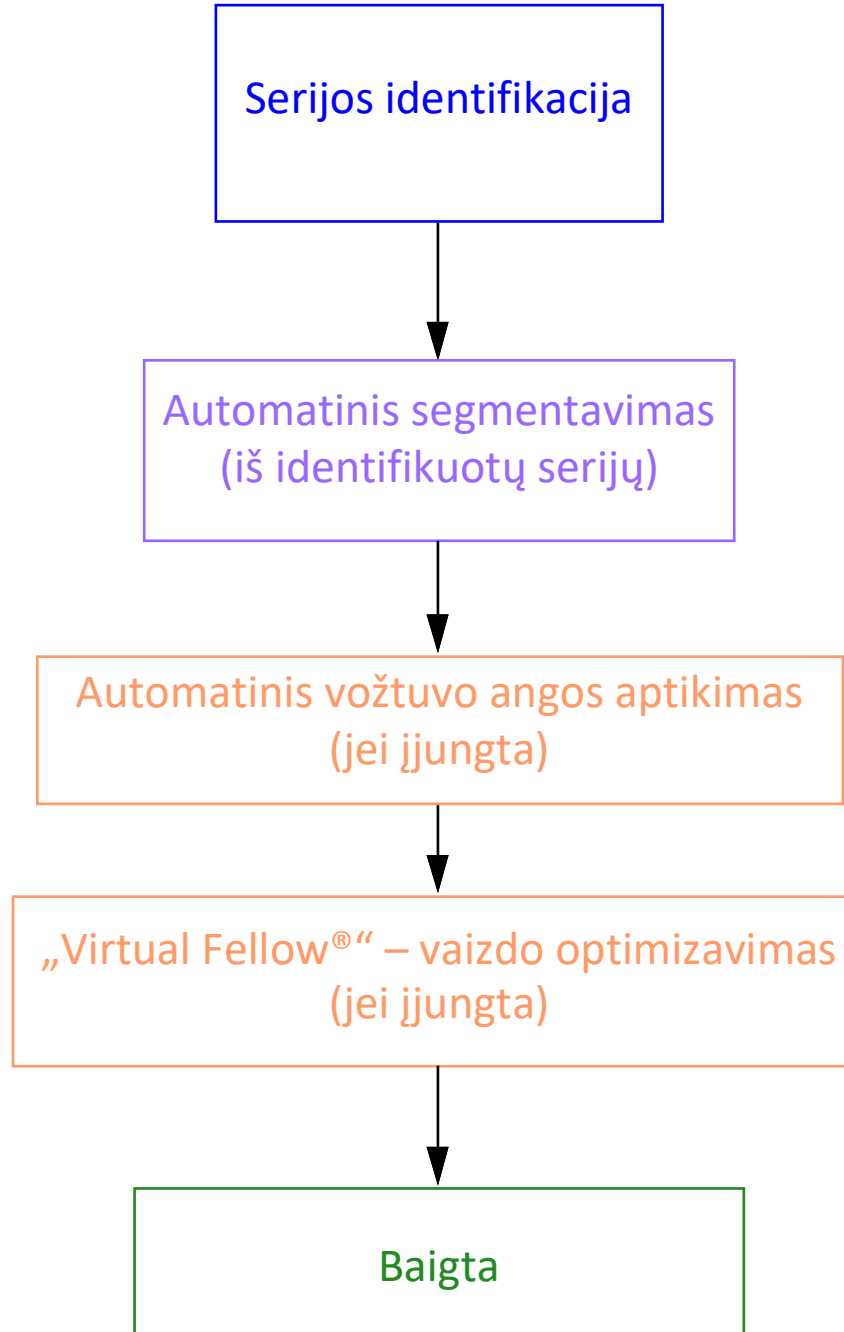 Serijos identifikacija
Automatinis segmentavimas
(iš identifikuotų serijų)
Automatinis vožtuvo angos aptikimas
(jei įjungta)
„Virtual Fellow®“ – vaizdo optimizavimas
(jei įjungta)
Baigta